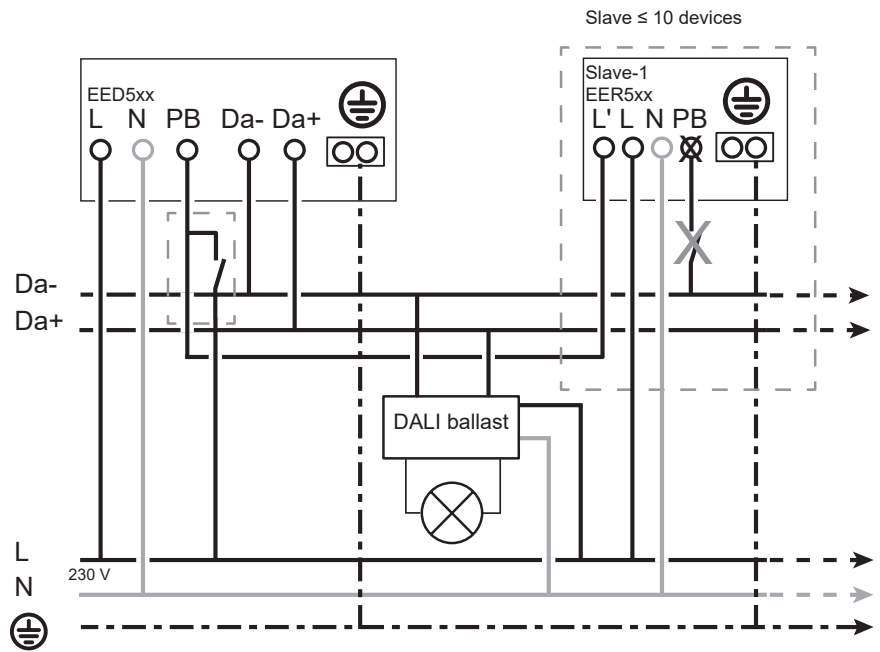 Slave ≤ 10 devices
EED5xx
L N PB Da- Da+
Slave-1
EER5xx
L' L N PB
Da-
Da+
DALI ballast
L
230 V
N